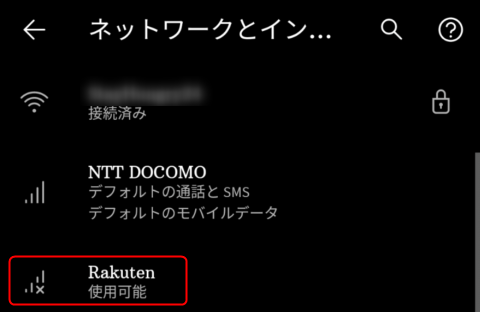 ネットワークとイン...
接続済み
NTT DOCOMO
デフォルトの通話と SMS
デフォルトのモバイルデータ
Rakuten
使用可能